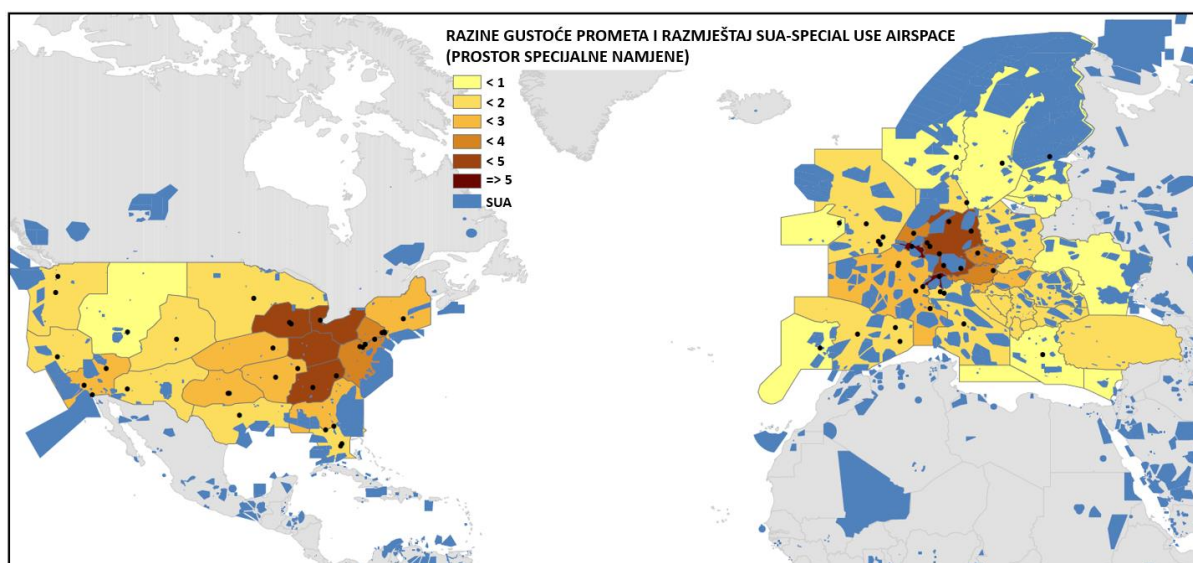 RAZINE GUSTOĆE PROMETA I RAZMJEŠTAJ SUA-SPECIAL USE AIRSPACE
(PROSTOR SPECIJALNE NAMJENE)
< 1
< 2
< 3
< 4
< 5
=> 5
SUA